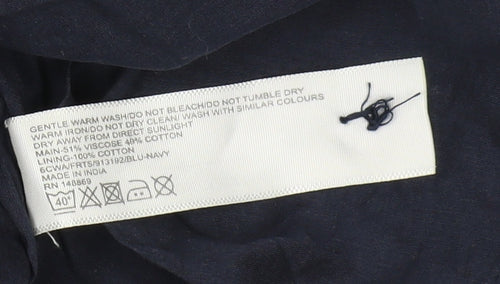 GENTLE WARM WASH/DO NOT BLEACH/DO NOT TUMBLE DRY
WARM IRON/DO NOT DRY CLEAN/ WASH WITH SIMILAR COLOURS
DRY AWAY FROM DIRECT SUNLIGHT
MAIN-51% VISCOSE 49% COTTON
LINING-100% COTTON
SCWA/FRTS/913192/BLU-NAVY
MADE IN INDIA
RN 148869
40°